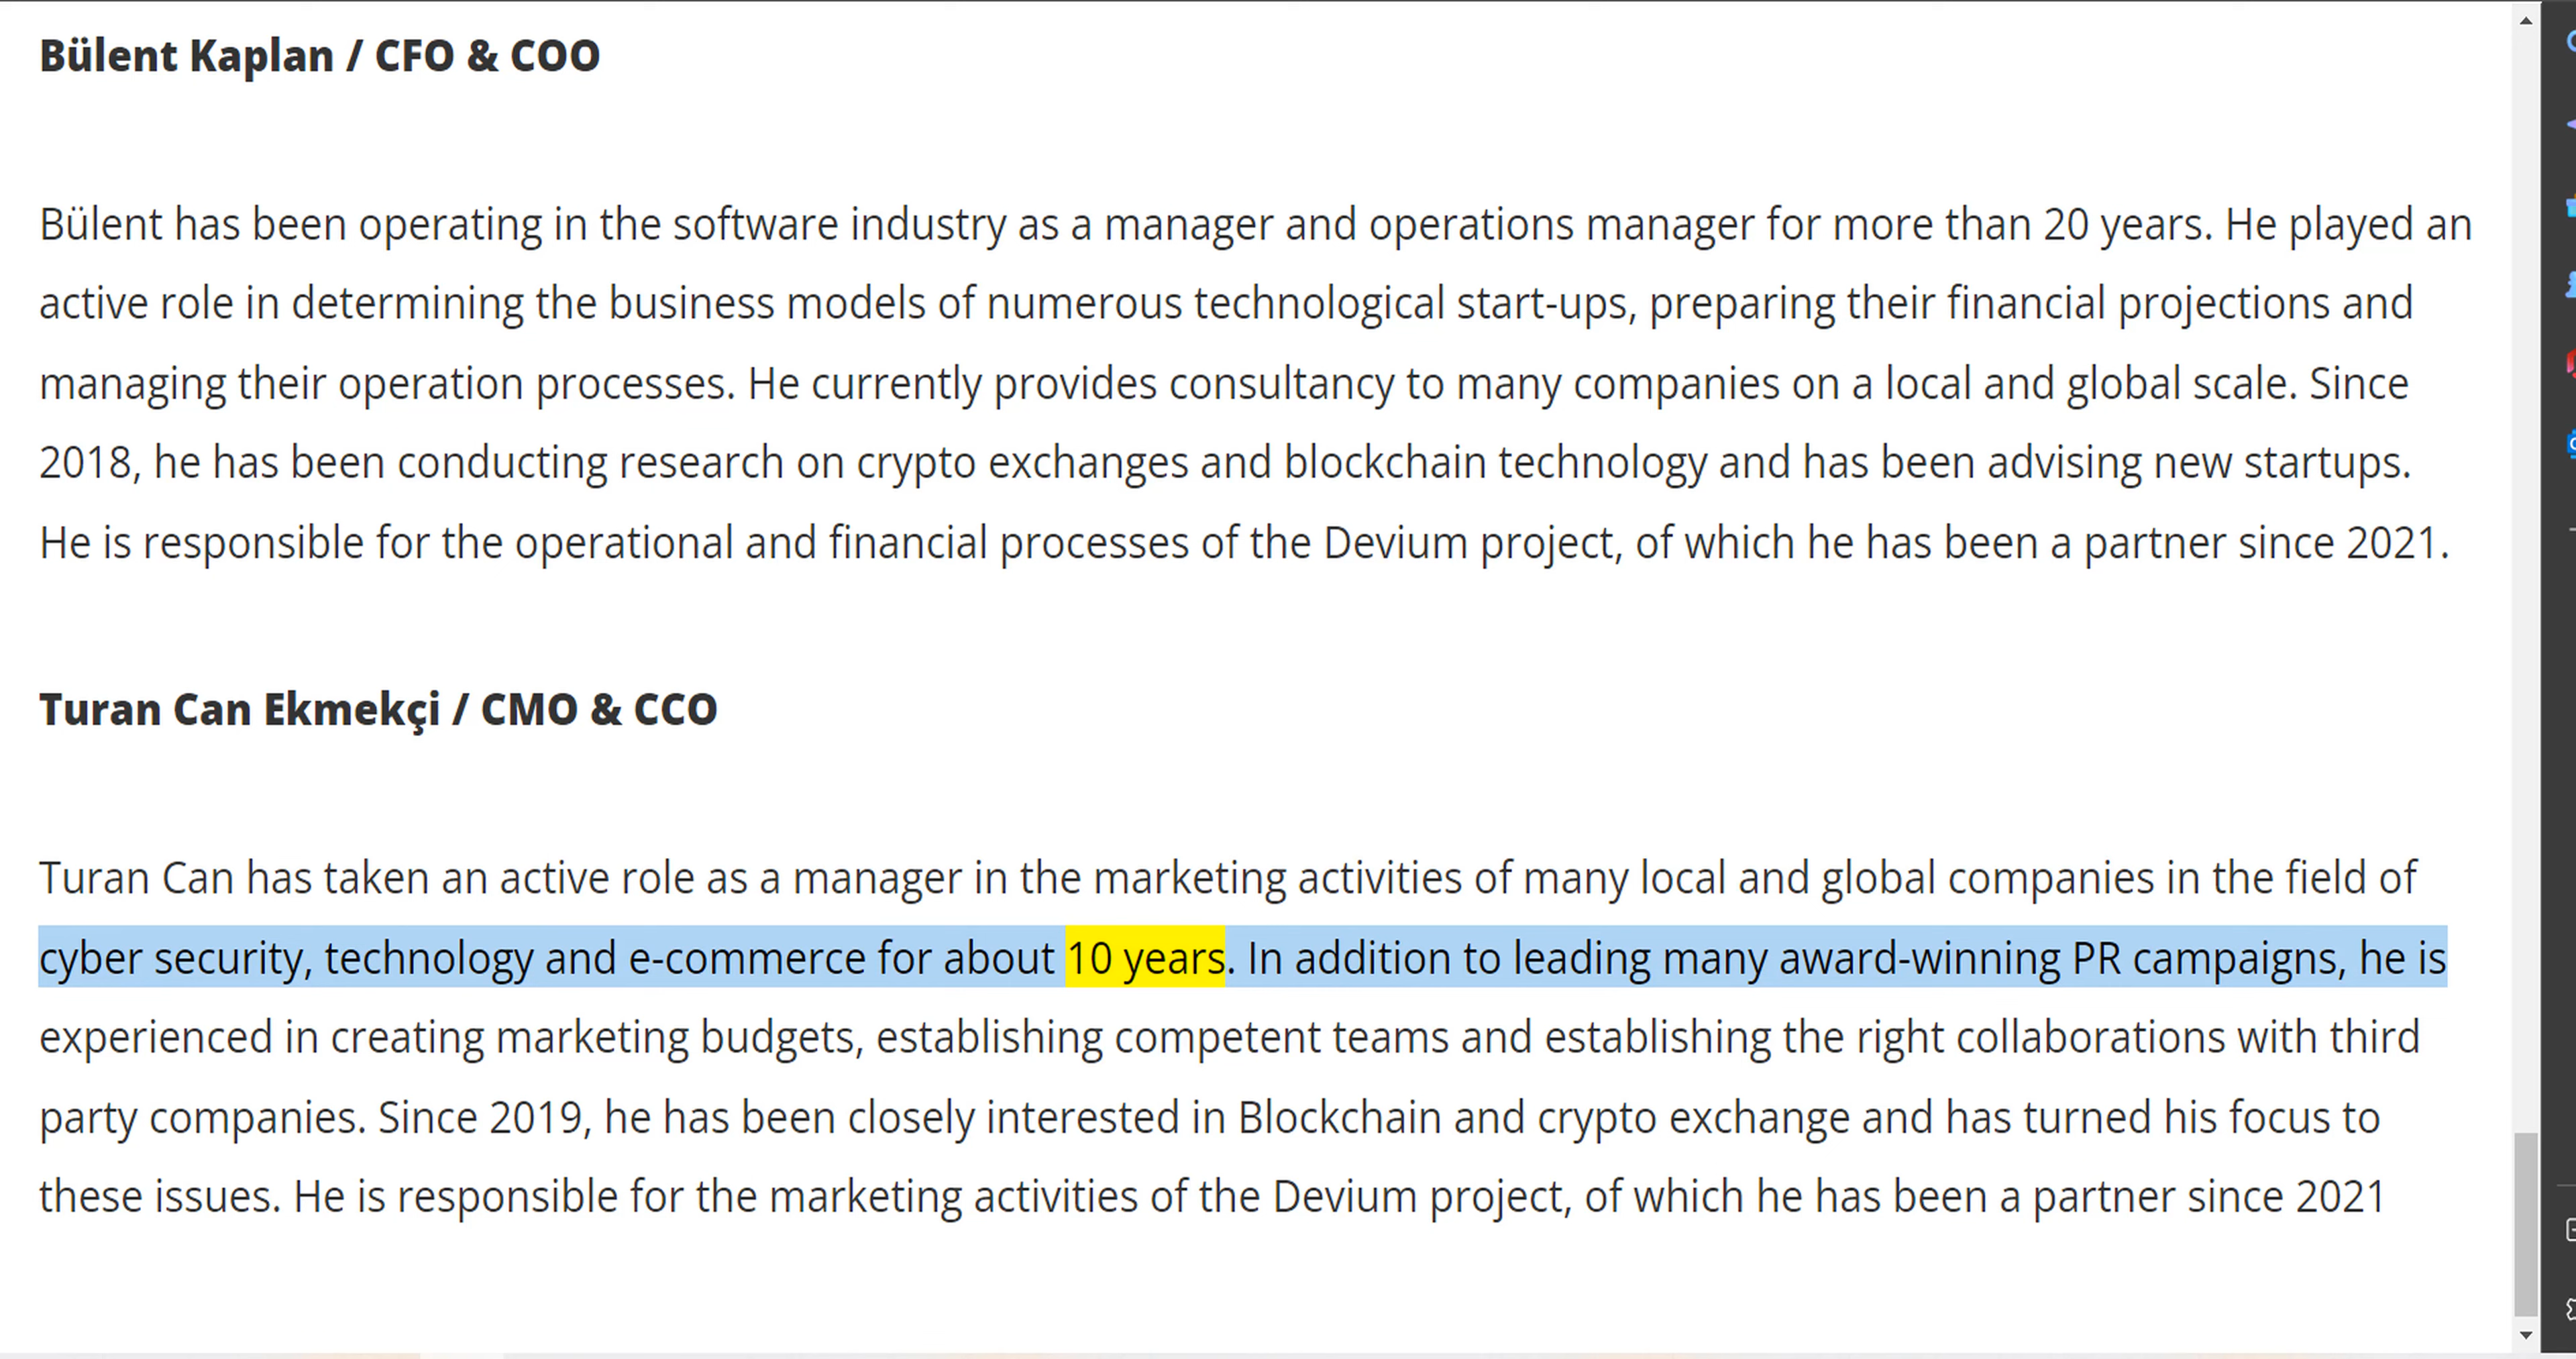 Bülent Kaplan / CFO & COO
Bülent has been operating in the software industry as a manager and operations manager for more than 20 years. He played an
active role in determining the business models of numerous technological start-ups, preparing their financial projections and
managing their operation processes. He currently provides consultancy to many companies on a local and global scale. Since
2018, he has been conducting research on crypto exchanges and blockchain technology and has been advising new startups.
He is responsible for the operational and financial processes of the Devium project, of which he has been a partner since 2021.
Turan Can Ekmekçi / CMO & CCO
Turan Can has taken an active role as a manager in the marketing activities of many local and global companies in the field of
cyber security, technology and e-commerce for about 10 years. In addition to leading many award-winning PR campaigns, he is
experienced in creating marketing budgets, establishing competent teams and establishing the right collaborations with third
party companies. Since 2019, he has been closely interested in Blockchain and crypto exchange and has turned his focus to
these issues. He is responsible for the marketing activities of the Devium project, of which he has been a partner since 2021